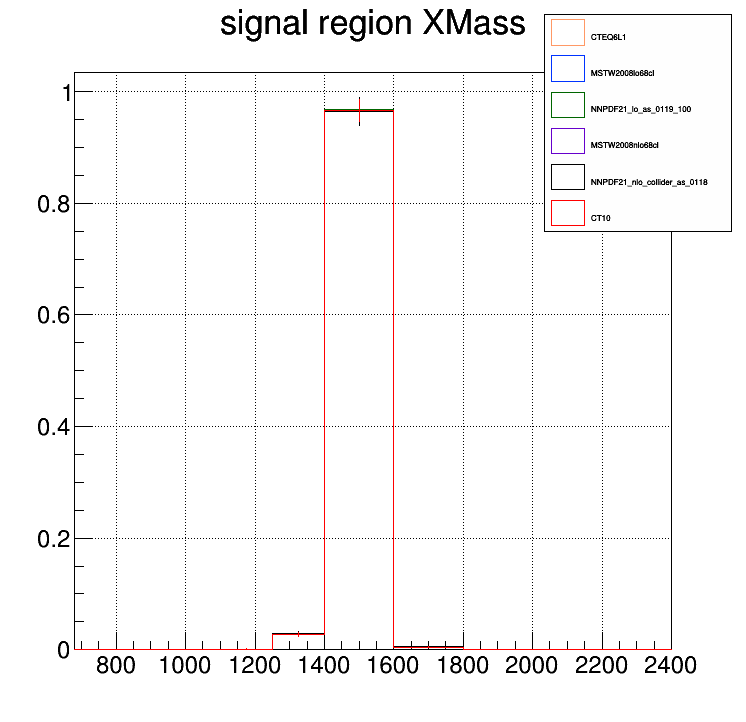 signal region XMass
CTEQ6L1
MSTW2008lo68cl
NNPDF21_lo_as_0119_100
MSTW2008nlo68cl
NNPDF21_nlo_collider_as_0118
CT10
1
0.8
0.6
0.4
0.2
0
800 1000 1200 1400 1600 1800 2000 2200 2400